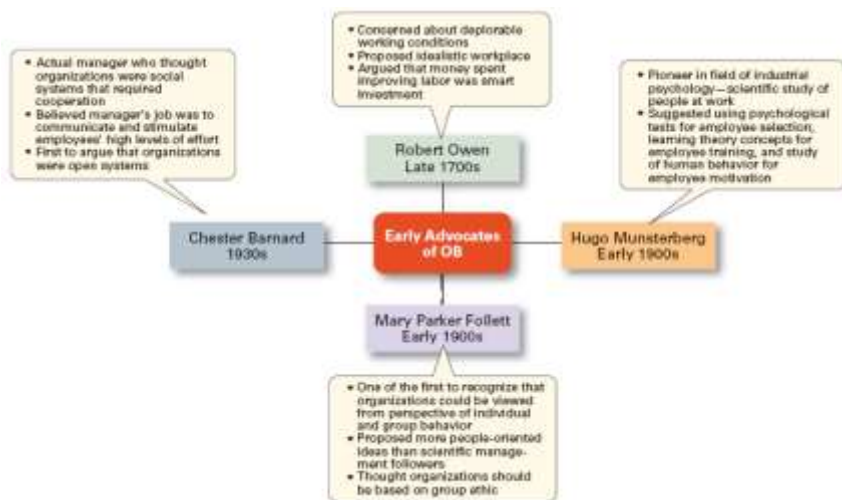 • Concerned about deplorable
working conditions
• Proposed idealistic workplace
• Argued that money spent
improving labor was smart
investment
• Actual manager who thought
organizations were social
systems that required
cooperation
• Believed manager's job was to
communicate and stimulate
employees' high levels of effort
• First to argue that organizations
were open systems
• Pioneer in field of industrial
psychology—scientific study of
people at work
• Suggested using psychological
tests for employee selection,
learning theory concepts for
employee training, and study
of human behavior for
employee motivation
Robert Owen
Late 1700s
Chester Barnard
1930s
Early Advocates
of OB
Hugo Munsterberg
Early 1900s
Mary Parker Follett
Early 1900s
• One of the first to recognize that
organizations could be viewed
from perspective of individual
and group behavior
• Proposed more people-oriented
ideas than scientific manage-
ment followers
• Thought organizations should
be based on group ethic